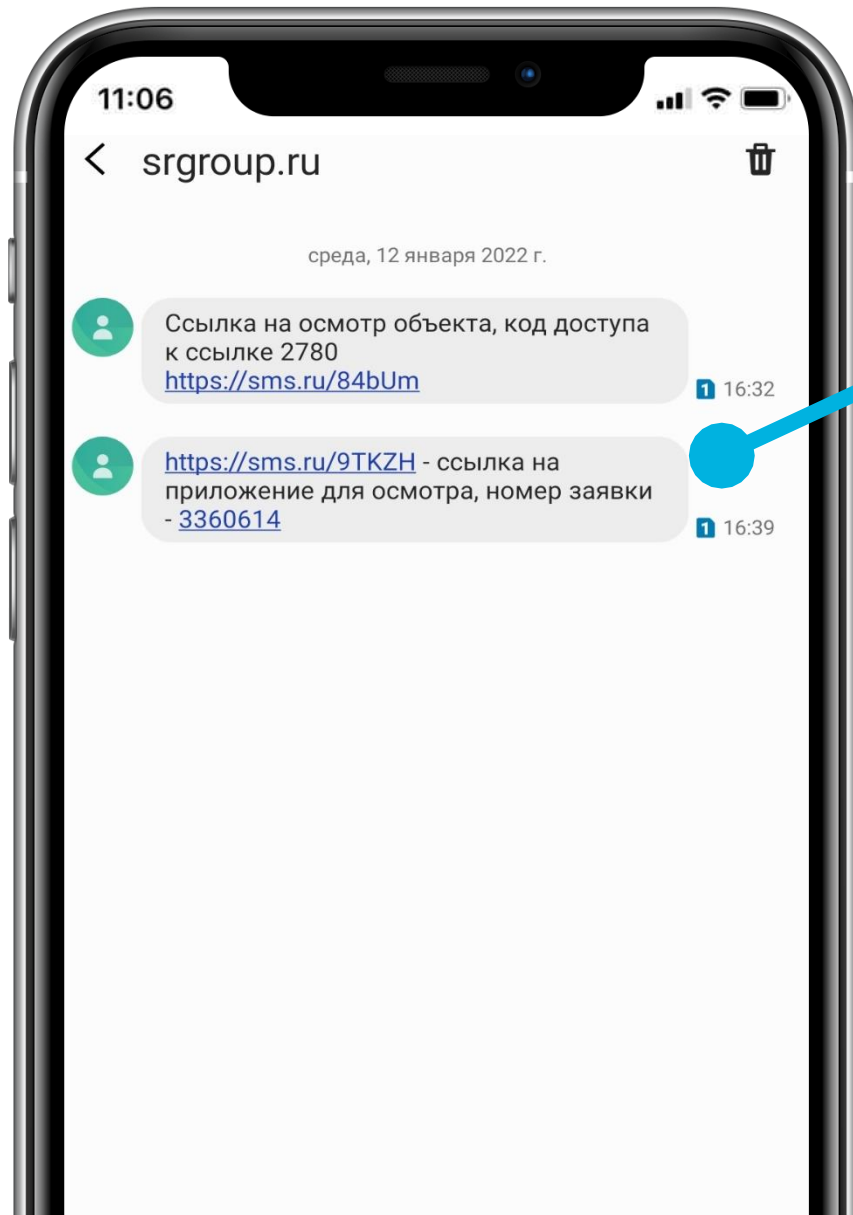 11:06
srgroup.ru
среда, 12 января 2022 г.
Ссылка на осмотр объекта, код доступа
к ссылке 2780
https://sms.ru/84bUm
1 16:32
https://sms.ru/9TKZH - ссылка на
приложение для осмотра, номер заявки
- 3360614
1 16:39